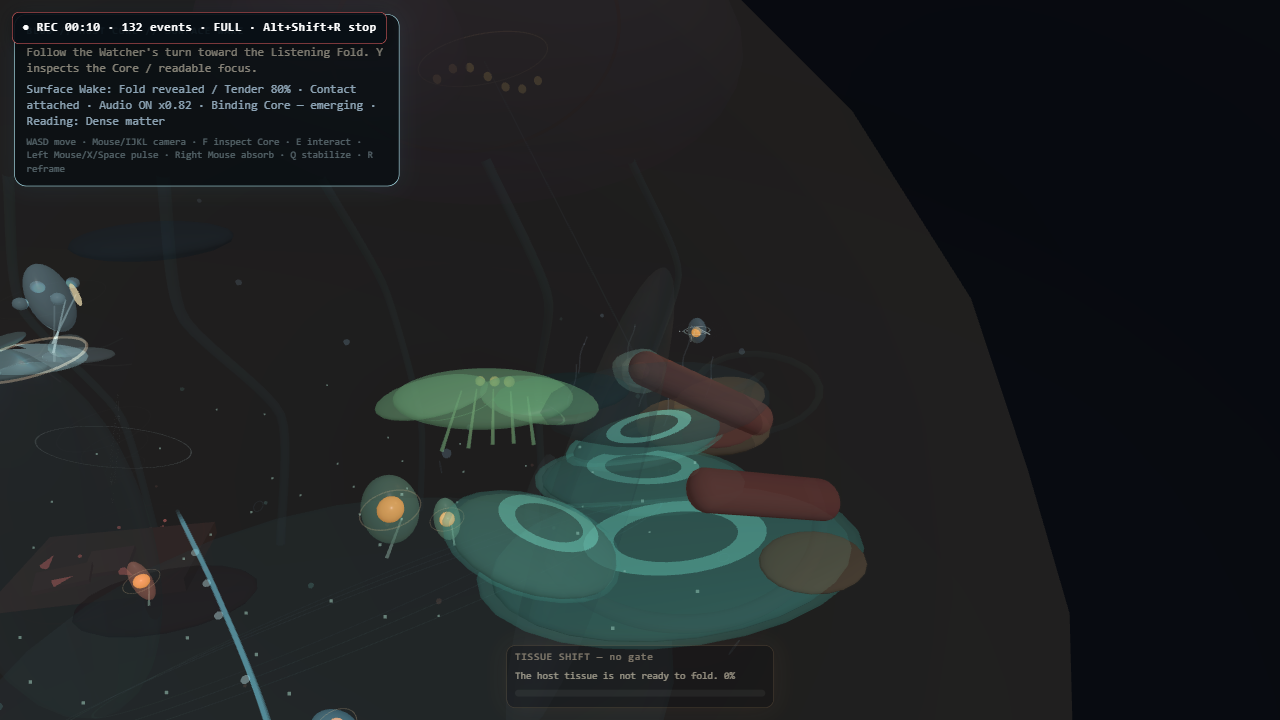 ● REC 00:10 · 132 events · FULL · Alt+Shift+R stop
Follow the Watcher's turn toward the Listening Fold. Y
inspects the Core / readable focus.
Surface Wake: Fold revealed / Tender 80% · Contact
attached · Audio ON x0.82 · Binding Core — emerging ·
Reading: Dense matter
WASD move · Mouse/IJKL camera · F inspect Core · E interact ·
Left Mouse/X/Space pulse · Right Mouse absorb · Q stabilize · R
reframe
TISSUE SHIFT — no gate
The host tissue is not ready to fold. 0%